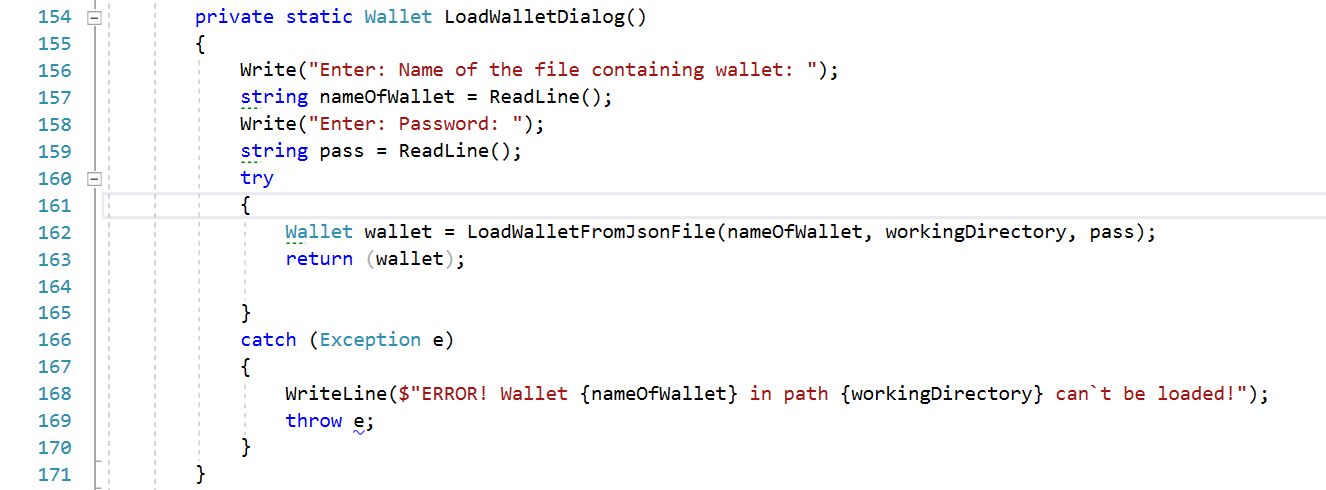 154 private static Wallet LoadWalletDialog()
155 {
156 Write("Enter: Name of the file containing wallet: ");
157 string nameOfWallet = ReadLine();
158 Write("Enter: Password: ");
159 string pass = ReadLine();
160 try
161 {
162 Wallet wallet = LoadWalletFromJsonFile(nameOfWallet, workingDirectory, pass);
163 return (wallet);
164
165 }
166 catch (Exception e)
167 {
168 WriteLine($"ERROR! Wallet {nameOfWallet} in path {workingDirectory} can`t be loaded!");
169 throw e;
170 }
171 }